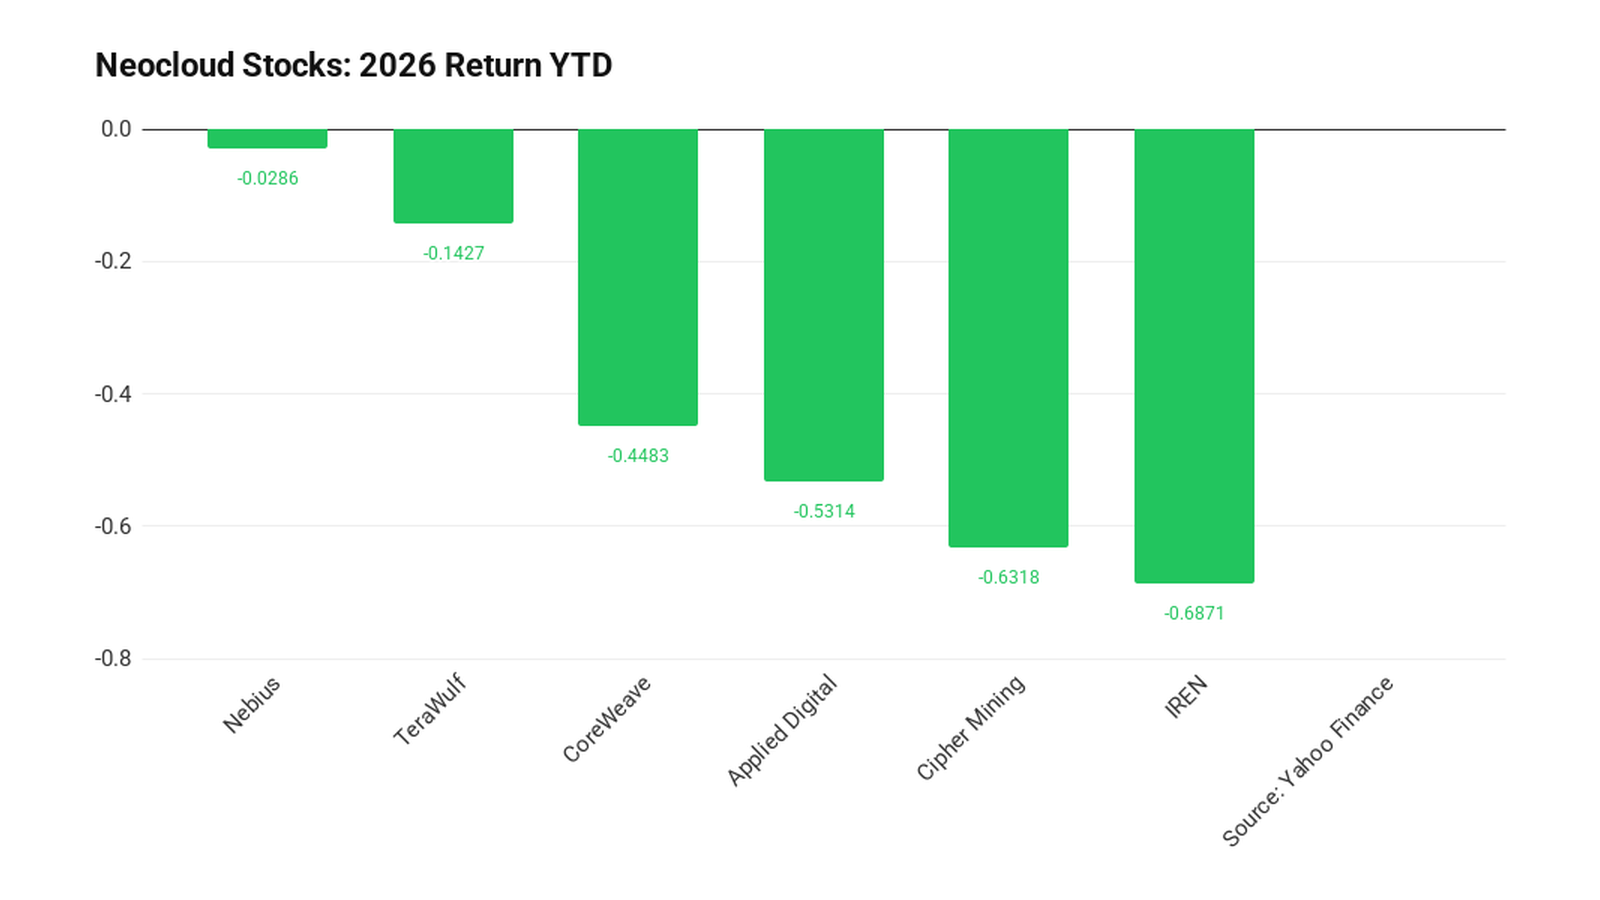 Neocloud Stocks: 2026 Return YTD
0.0
-0.2
-0.4
-0.6
-0.8
-0.0286
-0.1427
-0.4483
-0.5314
-0.6318
-0.6871
Nebius
TeraWulf
CoreWeave
Applied Digital
Cipher Mining
IREN
Source: Yahoo Finance